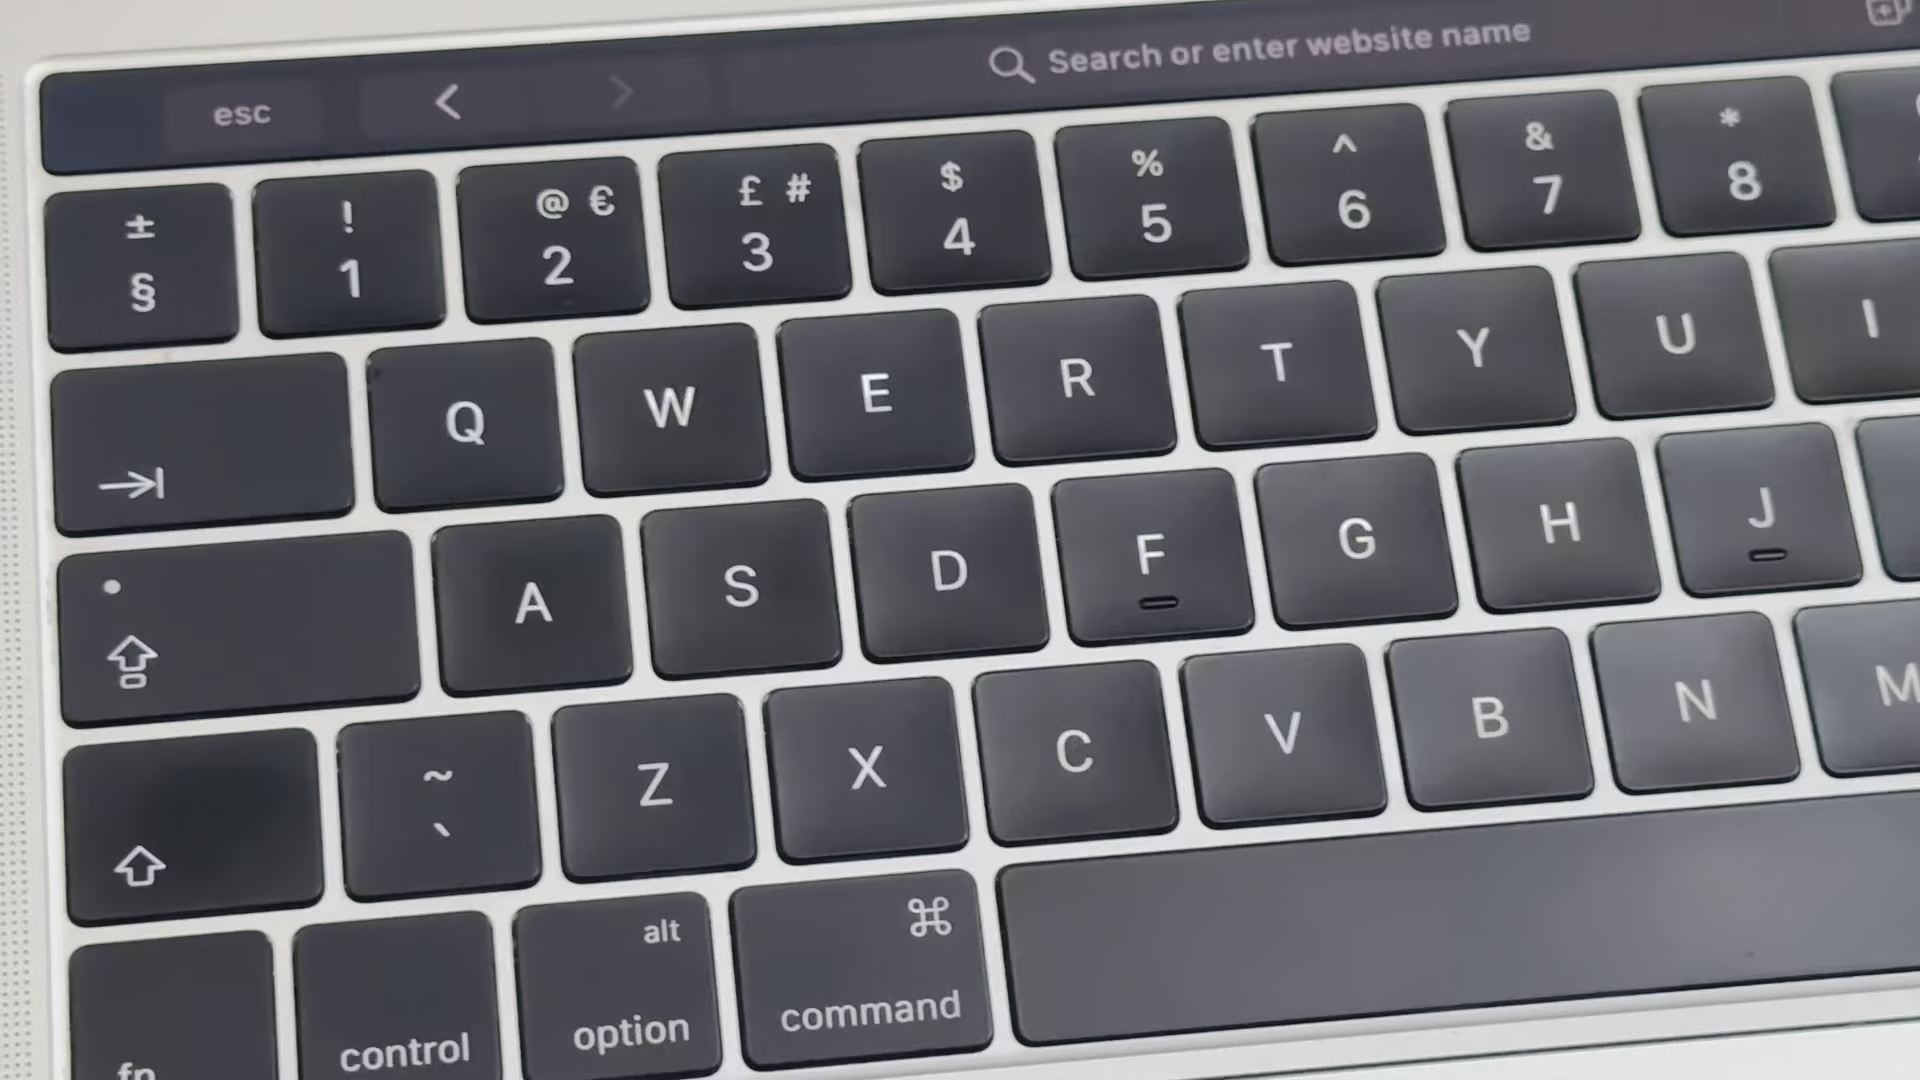 esc < > Search or enter website name
± ! @ € £ # $ % ^ & *
§ 1 2 3 4 5 6 7 8
Q W E R T Y U I
A S D F G H J
~
` Z X C V B N M
alt ⌘
fn control option command